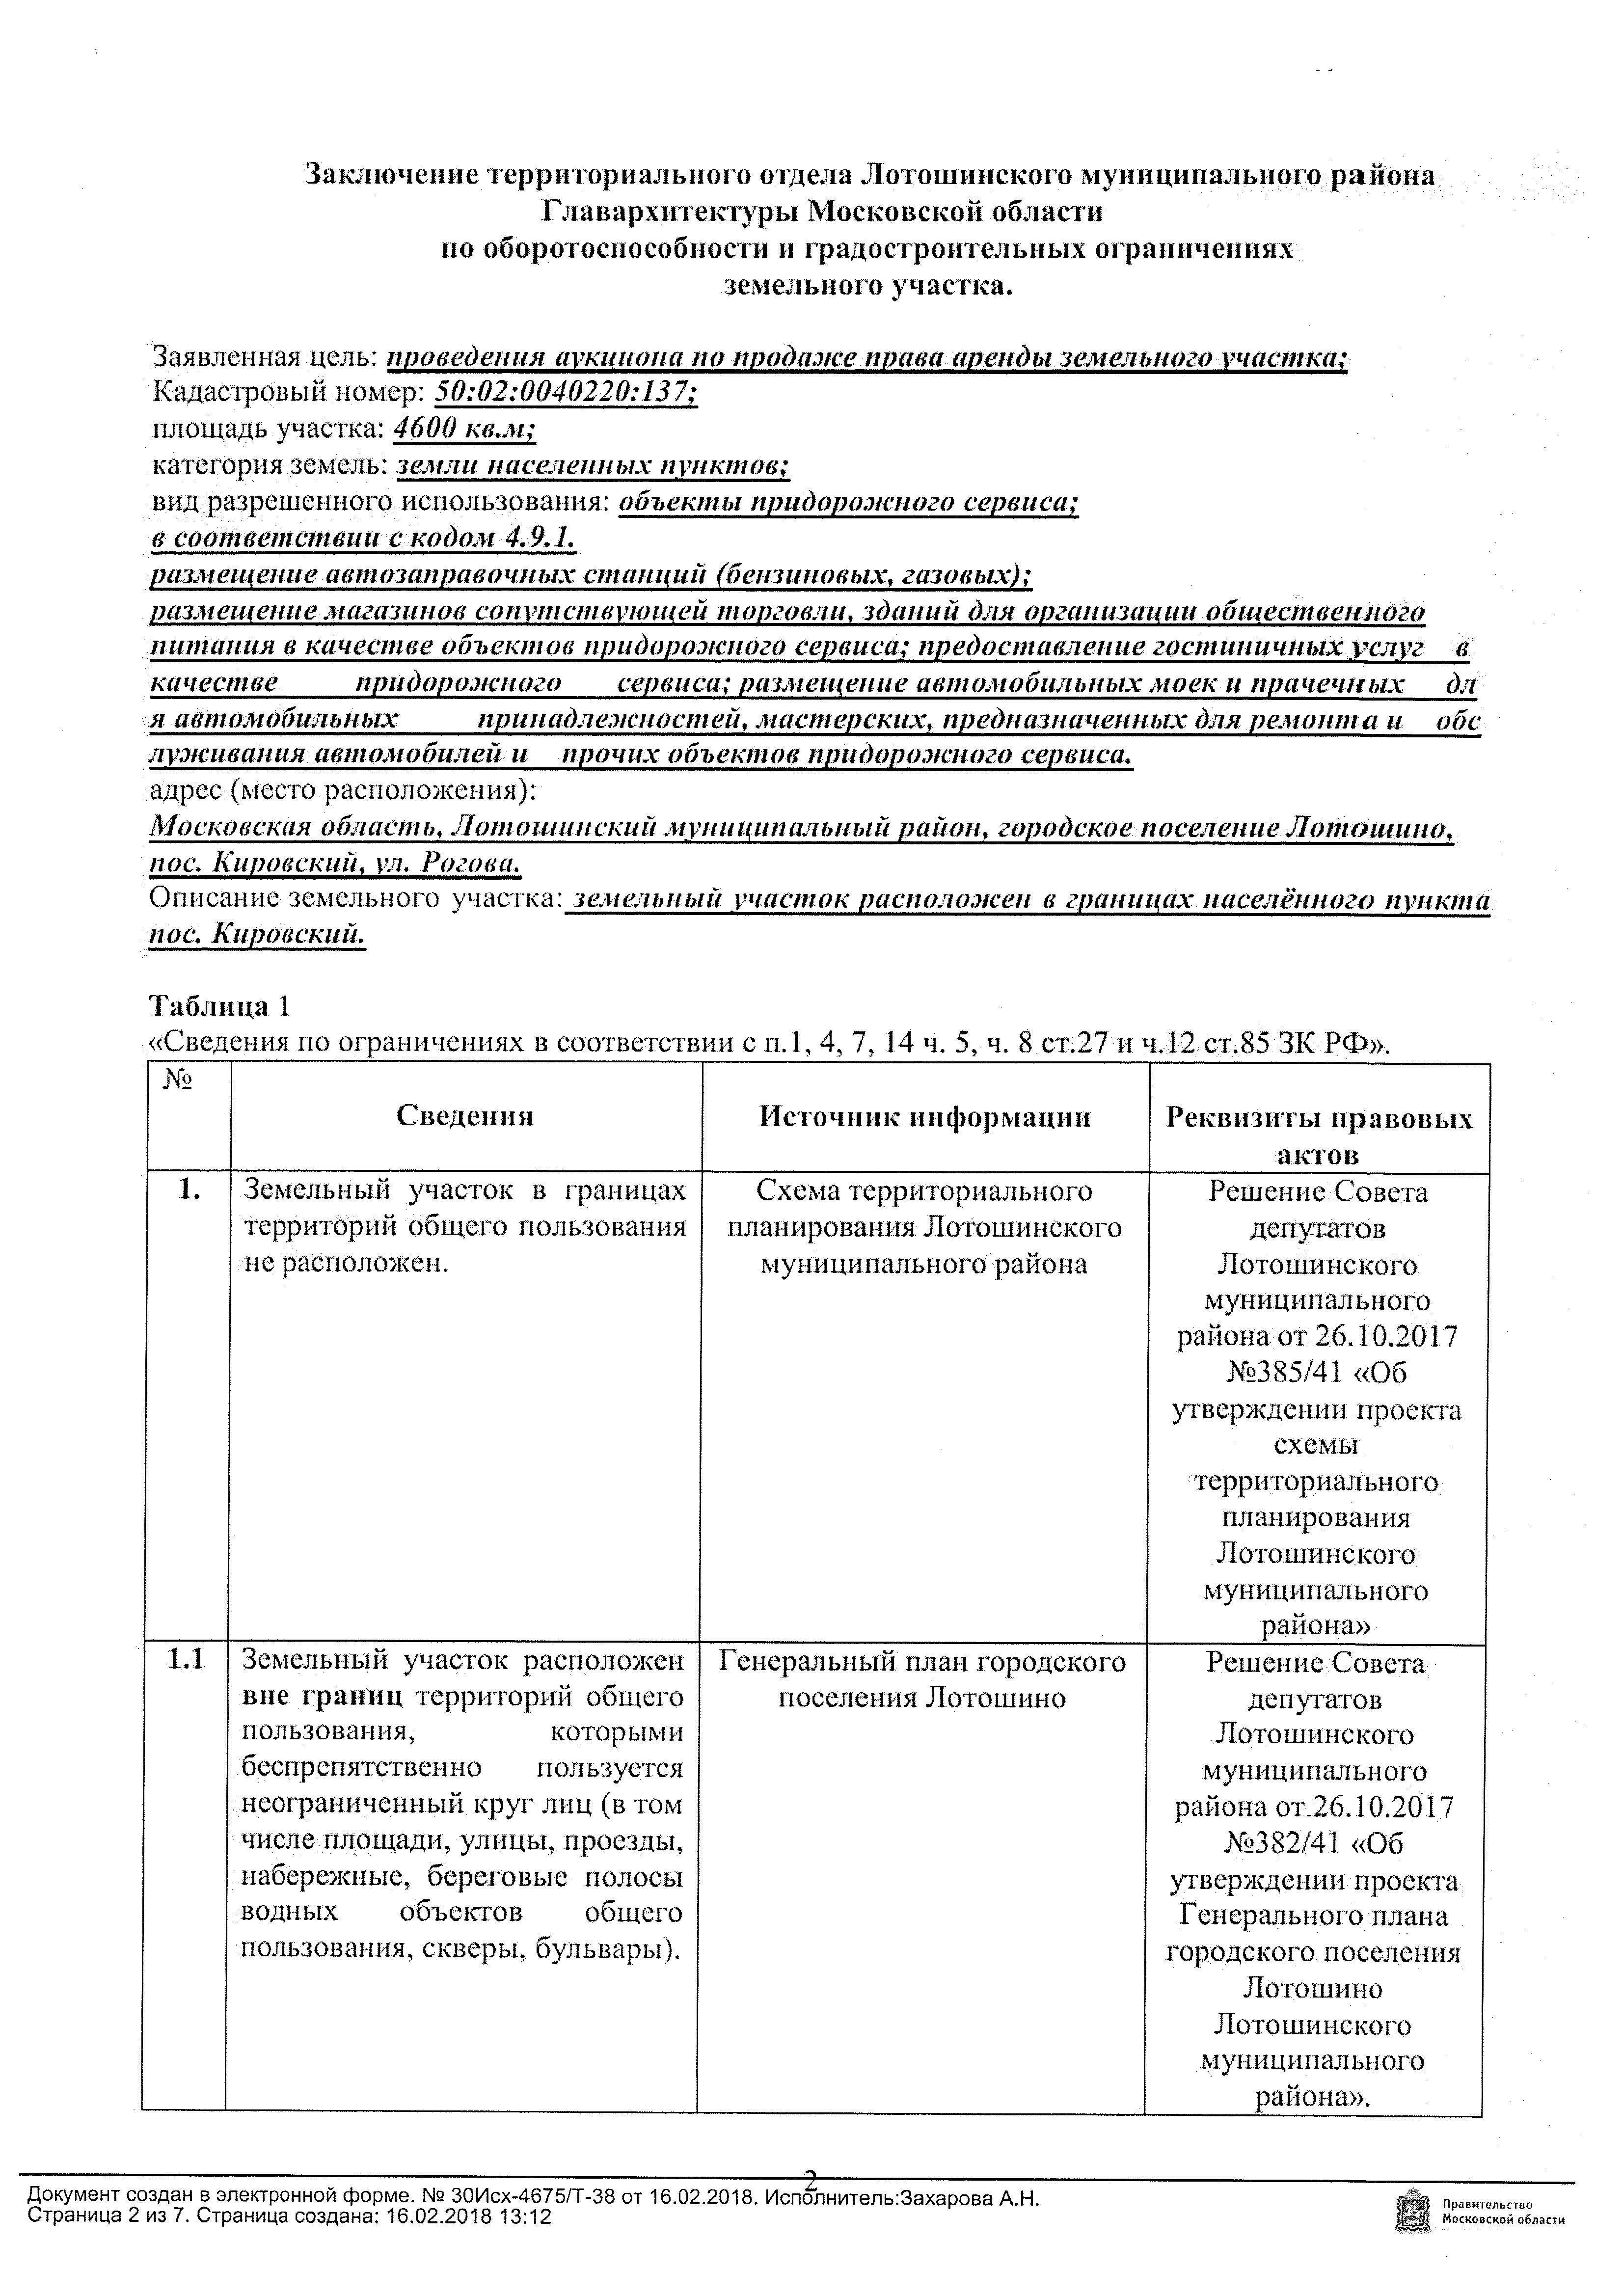 Заключение территориального отдела Лотошинского муниципального района
Главархитектуры Московской области
по оборотоспособности и градостроительных ограничениях
земельного участка.
Заявленная цель: проведения аукциона по продаже права аренды земельного участка;
Кадастровый номер: 50:02:0040220:137;
площадь участка: 4600 кв.м;
категория земель: земли населенных пунктов;
вид разрешенного использования: объекты придорожного сервиса;
в соответствии с кодом 4.9.1.
размещение автозаправочных станций (бензиновых, газовых);
размещение магазинов сопутствующей торговли, зданий для организации общественного
питания в качестве объектов придорожного сервиса; предоставление гостиничных услуг в
качестве придорожного сервиса; размещение автомобильных моек и прачечных дл
я автомобильных принадлежностей, мастерских, предназначенных для ремонта и обс
луживания автомобилей и прочих объектов придорожного сервиса.
адрес (место расположения):
Московская область, Лотошинский муниципальный район, городское поселение Лотошино,
пос. Кировский, ул. Рогова.
Описание земельного участка: земельный участок расположен в границах населённого пункта
пос. Кировский.
Таблица 1
«Сведения по ограничениях в соответствии с п.1, 4, 7, 14 ч. 5, ч. 8 ст.27 и ч.12 ст.85 ЗК РФ».
№
Сведения
Источник информации
Реквизиты правовых
актов
1.
Земельный участок в границах
территорий общего пользования
не расположен.
Схема территориального
планирования Лотошинского
муниципального района
Решение Совета
депутатов
Лотошинского
муниципального
района от 26.10.2017
№385/41 «Об
утверждении проекта
схемы
территориального
планирования
Лотошинского
муниципального
района»
1.1
Земельный участок расположен
вне границ территорий общего
пользования, которыми
беспрепятственно пользуется
неограниченный круг лиц (в том
числе площади, улицы, проезды,
набережные, береговые полосы
водных объектов общего
пользования, скверы, бульвары).
Генеральный план городского
поселения Лотошино
Решение Совета
депутатов
Лотошинского
муниципального
района от 26.10.2017
№382/41 «Об
утверждении проекта
Генерального плана
городского поселения
Лотошино
Лотошинского
муниципального
района».
2
Документ создан в электронной форме. № 30Исх-4675/Т-38 от 16.02.2018. Исполнитель:Захарова А.Н.
Страница 2 из 7. Страница создана: 16.02.2018 13:12
Правительство
Московской области